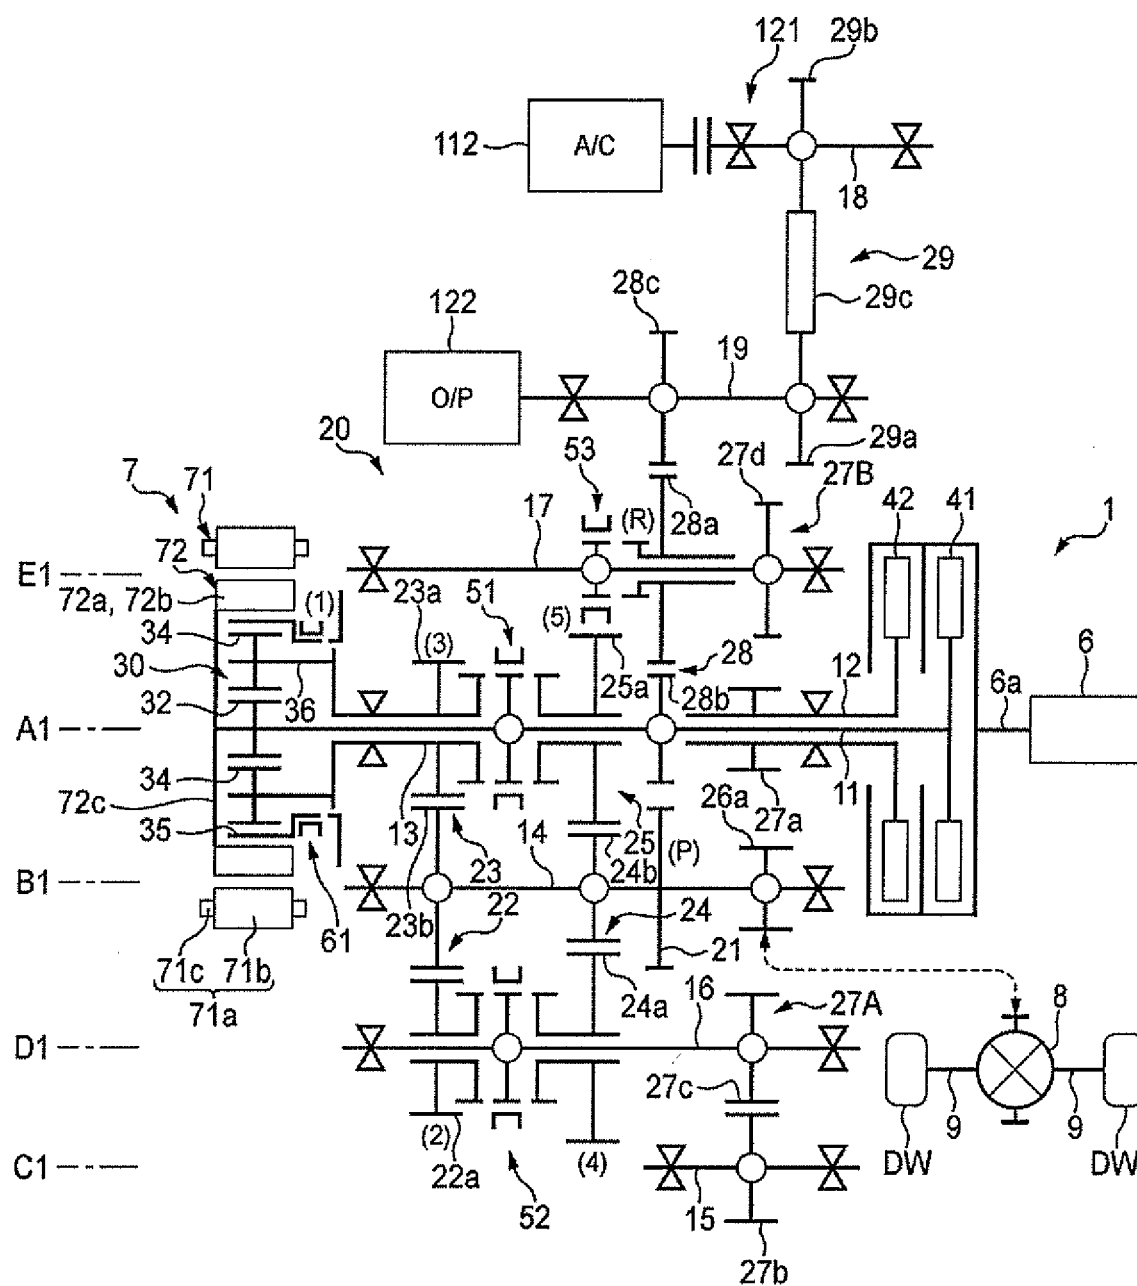 121 29b
112 A/C
18
29
28c 29c
122
19
O/P
20 29a
53 27d 27B
7 71 (R) 28a 42 41 1
17
72
E1
72a, 72b (1) 23a 51
34 (3) (5) 28 6
30 25a 12
32 36 28b 6a
A1
34 11
72c 26a
35 13 14 25 (P) 27a
B1 23 24b
23b 22 24
61
71c 71b 21
71a 24a
16 27A 8
D1
27c
(2) 9 9
C1 22a (4) DW DW
52 15
27b